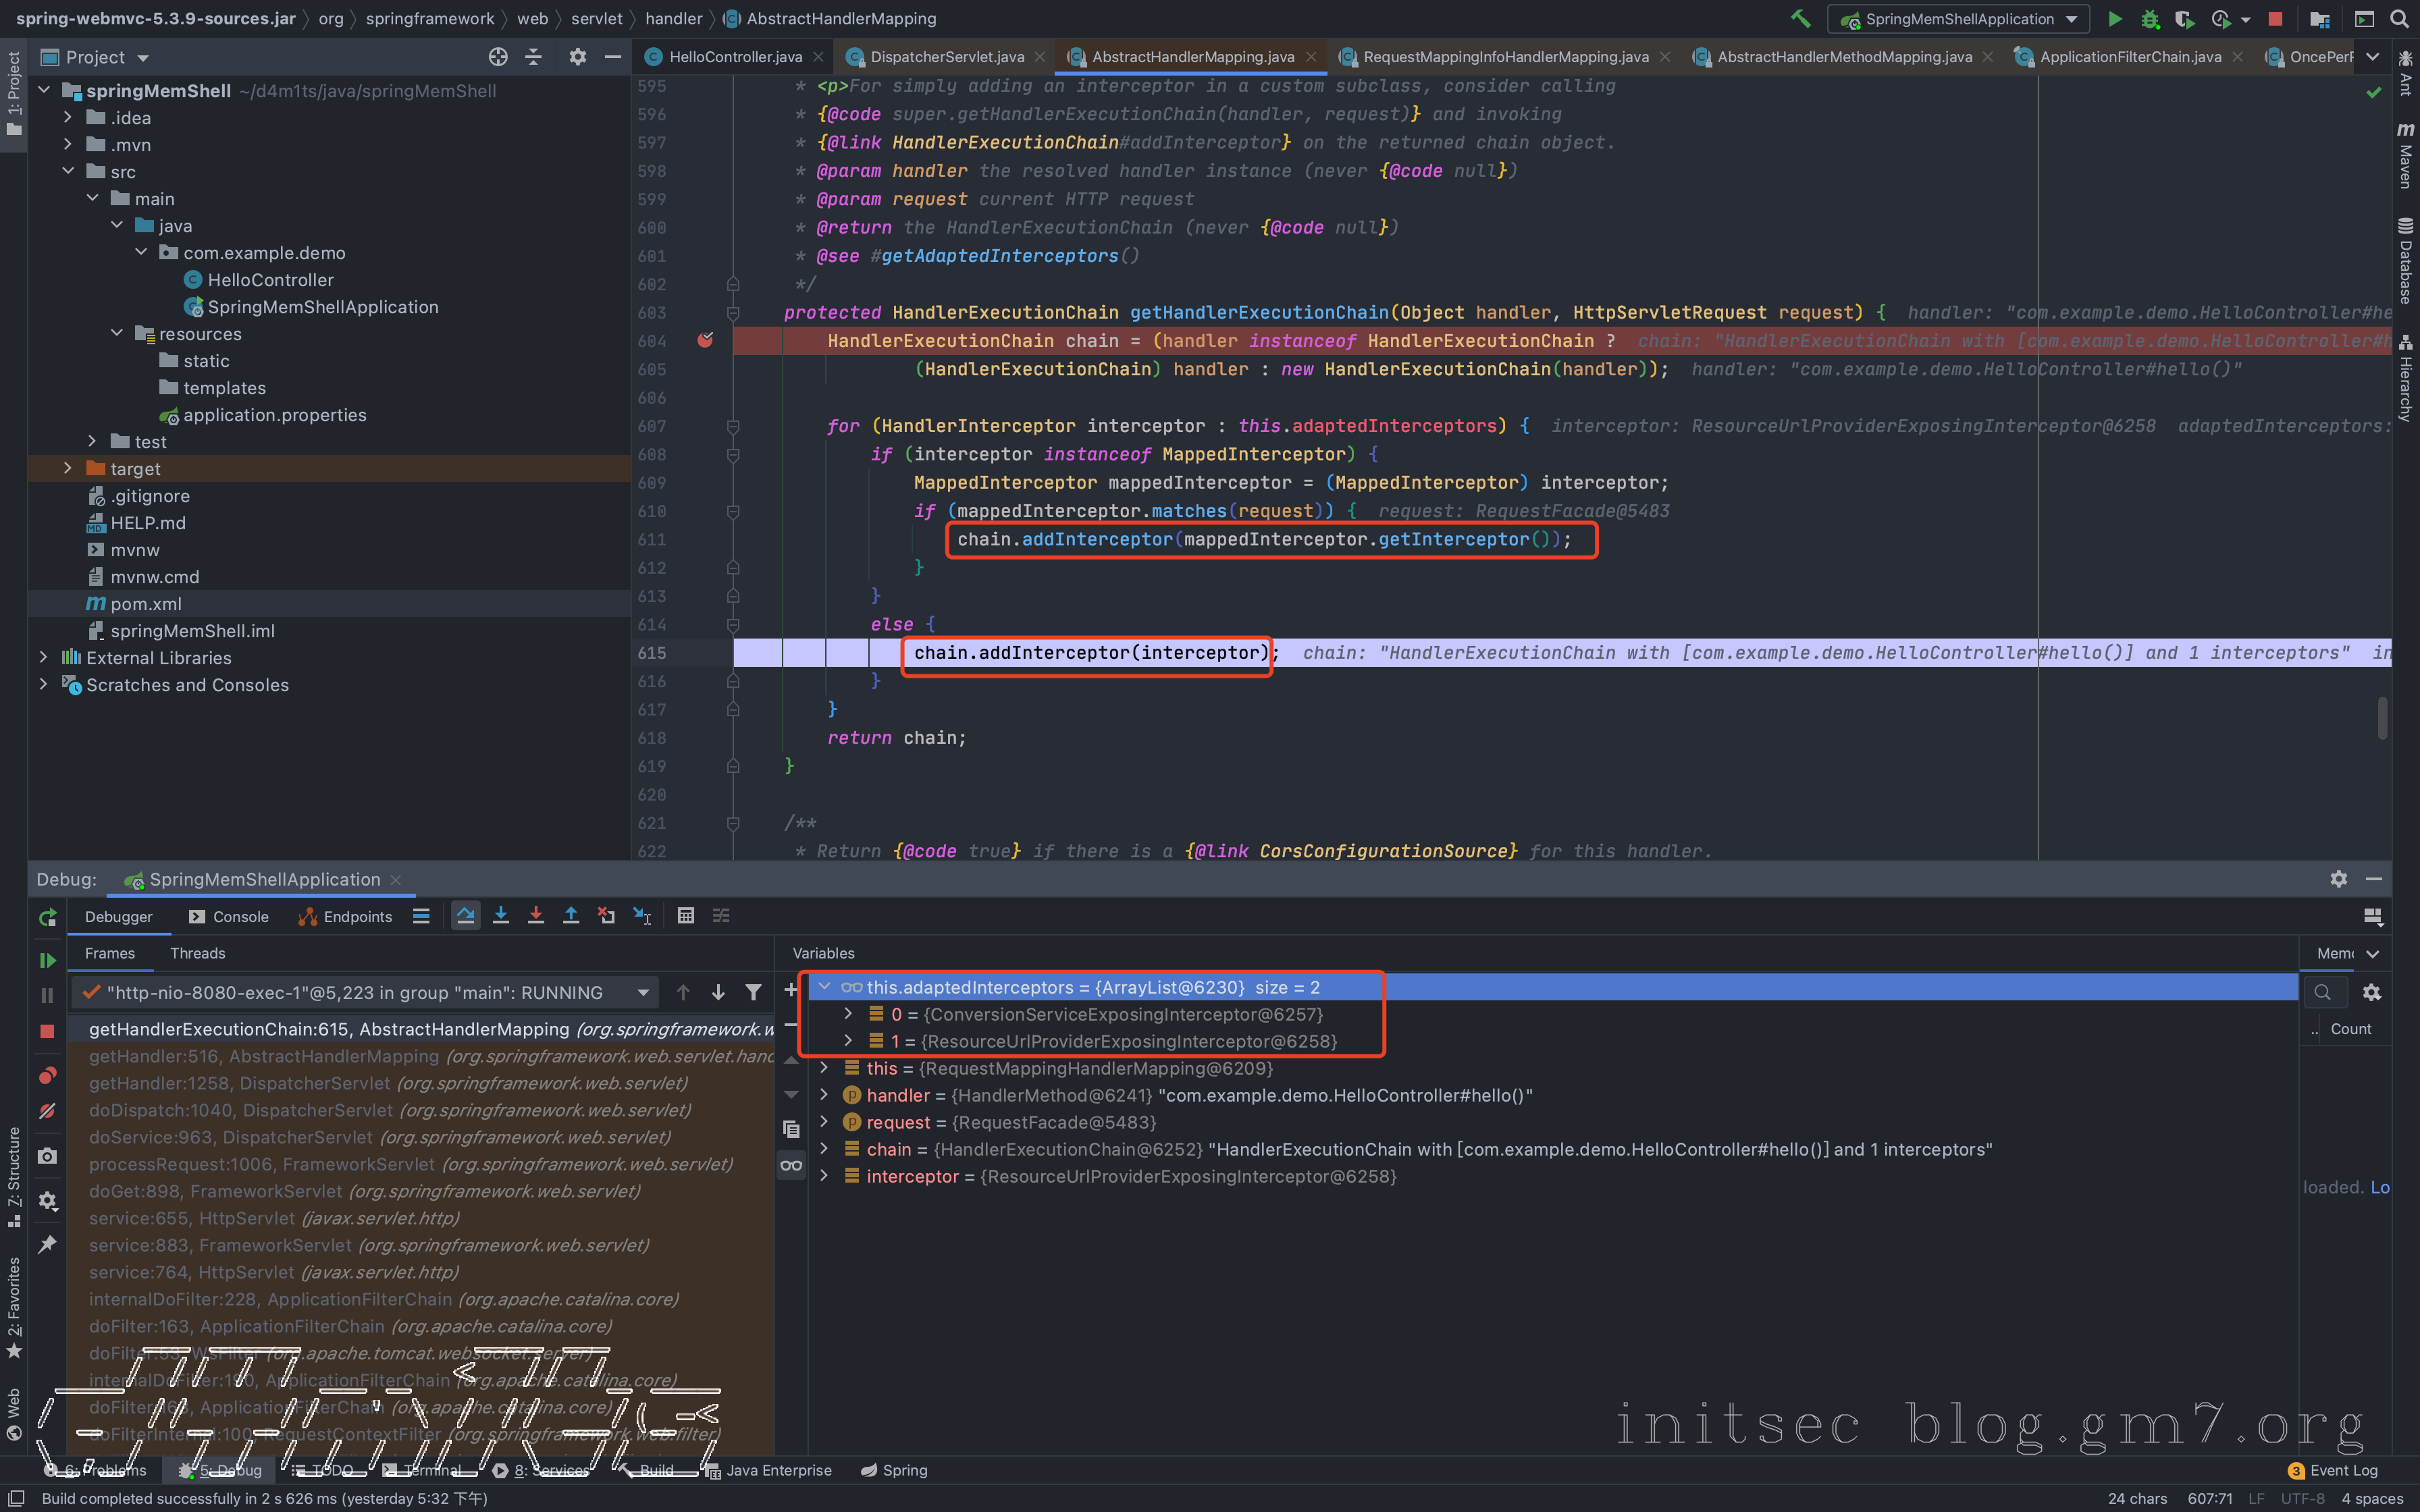 spring-webmvc-5.3.9-sources.jar org springframework web servlet handler AbstractHandlerMapping
SpringMemShellApplication
Project
HelloController.java DispatcherServlet.java AbstractHandlerMapping.java RequestMappingInfoHandlerMapping.java AbstractHandlerMethodMapping.java ApplicationFilterChain.java OncePerF
1: Project
springMemShell ~/d4m1ts/java/springMemShell
.idea
.mvn
src
main
java
com.example.demo
HelloController
SpringMemShellApplication
resources
static
templates
application.properties
test
target
.gitignore
HELP.md
mvnw
mvnw.cmd
pom.xml
springMemShell.iml
External Libraries
Scratches and Consoles
595 * <p>For simply adding an interceptor in a custom subclass, consider calling
596 * {@code super.getHandlerExecutionChain(handler, request)} and invoking
597 * {@link HandlerExecutionChain#addInterceptor} on the returned chain object.
598 * @param handler the resolved handler instance (never {@code null})
599 * @param request current HTTP request
600 * @return the HandlerExecutionChain (never {@code null})
601 * @see #getAdaptedInterceptors()
602 */
603 protected HandlerExecutionChain getHandlerExecutionChain(Object handler, HttpServletRequest request) { handler: "com.example.demo.HelloController#he
604 HandlerExecutionChain chain = (handler instanceof HandlerExecutionChain ? chain: "HandlerExecutionChain with [com.example.demo.HelloController#h
605 (HandlerExecutionChain) handler : new HandlerExecutionChain(handler)); handler: "com.example.demo.HelloController#hello()"
606
607 for (HandlerInterceptor interceptor : this.adaptedInterceptors) { interceptor: ResourceUrlProviderExposingInterceptor@6258 adaptedInterceptors:
608 if (interceptor instanceof MappedInterceptor) {
609 MappedInterceptor mappedInterceptor = (MappedInterceptor) interceptor;
610 if (mappedInterceptor.matches(request)) { request: RequestFacade@5483
611 chain.addInterceptor(mappedInterceptor.getInterceptor());
612 }
613 }
614 else {
615 chain.addInterceptor(interceptor); chain: "HandlerExecutionChain with [com.example.demo.HelloController#hello()] and 1 interceptors" in
616 }
617 }
618 return chain;
619 }
620
621 /**
622 * Return {@code true} if there is a {@link CorsConfigurationSource} for this handler.
Ant
Maven
Database
Hierarchy
Debug: SpringMemShellApplication
Debugger Console Endpoints
Frames Threads
"http-nio-8080-exec-1"@5,223 in group "main": RUNNING
getHandlerExecutionChain:615, AbstractHandlerMapping (org.springframework.w
getHandler:516, AbstractHandlerMapping (org.springframework.web.servlet.hanc
getHandler:1258, DispatcherServlet (org.springframework.web.servlet)
doDispatch:1040, DispatcherServlet (org.springframework.web.servlet)
doService:963, DispatcherServlet (org.springframework.web.servlet)
processRequest:1006, FrameworkServlet (org.springframework.web.servlet)
doGet:898, FrameworkServlet (org.springframework.web.servlet)
service:655, HttpServlet (javax.servlet.http)
service:883, FrameworkServlet (org.springframework.web.servlet)
service:764, HttpServlet (javax.servlet.http)
internalDoFilter:228, ApplicationFilterChain (org.apache.catalina.core)
doFilter:163, ApplicationFilterChain (org.apache.catalina.core)
doFilter:53, WsFilter (org.apache.tomcat.websocket.server)
internalDoFilter:190, ApplicationFilterChain (org.apache.catalina.core)
doFilter:163, ApplicationFilterChain (org.apache.catalina.core)
doFilterInternal:100, RequestContextFilter (org.springframework.web.filter)
Variables
this.adaptedInterceptors = {ArrayList@6230} size = 2
0 = {ConversionServiceExposingInterceptor@6257}
1 = {ResourceUrlProviderExposingInterceptor@6258}
this = {RequestMappingHandlerMapping@6209}
handler = {HandlerMethod@6241} "com.example.demo.HelloController#hello()"
request = {RequestFacade@5483}
chain = {HandlerExecutionChain@6252} "HandlerExecutionChain with [com.example.demo.HelloController#hello()] and 1 interceptors"
interceptor = {ResourceUrlProviderExposingInterceptor@6258}
Memo
.. Count
loaded. Lo
Z: Structure
2: Favorites
Web
initsec blog.gm7.org
6: Problems 5: Debug TODO Terminal 8: Services Build Java Enterprise Spring
3 Event Log
Build completed successfully in 2 s 626 ms (yesterday 5:32 下午)
24 chars 607:71 LF UTF-8 4 spaces